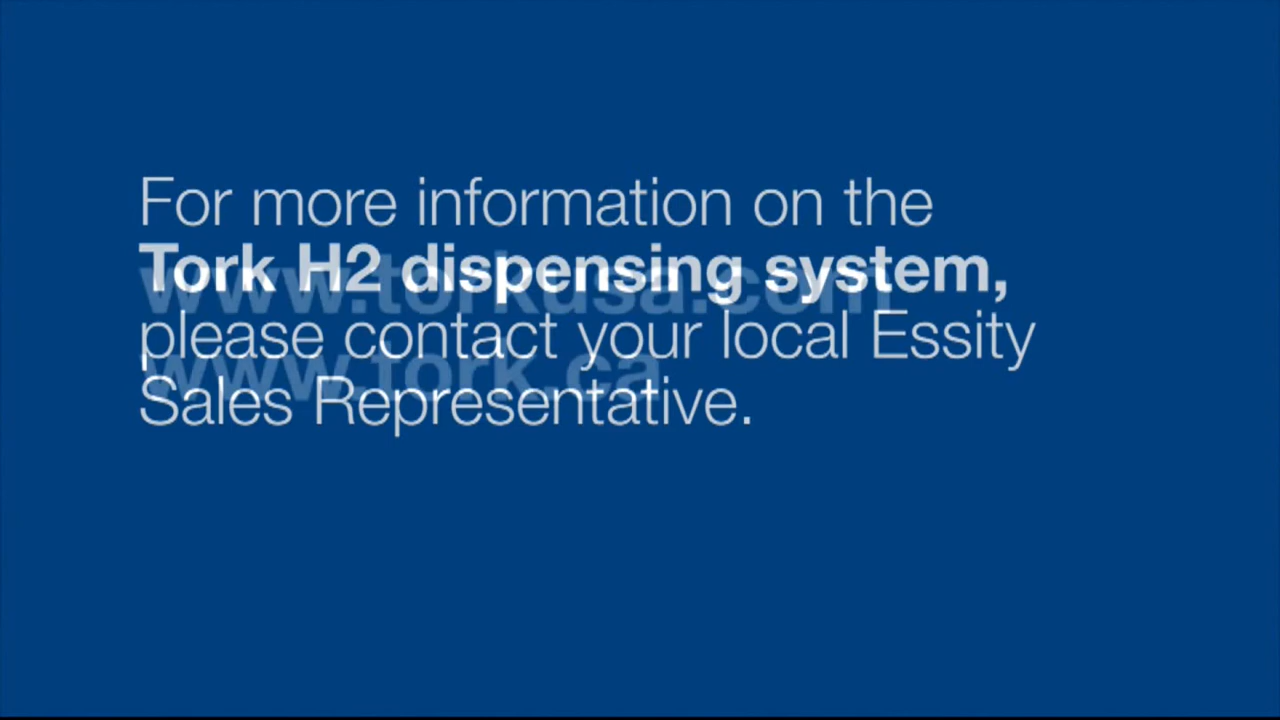 For more information on the
Tork H2 dispensing system,
www.torkusa.com
please contact your local Essity
www.tork.ca
Sales Representative.